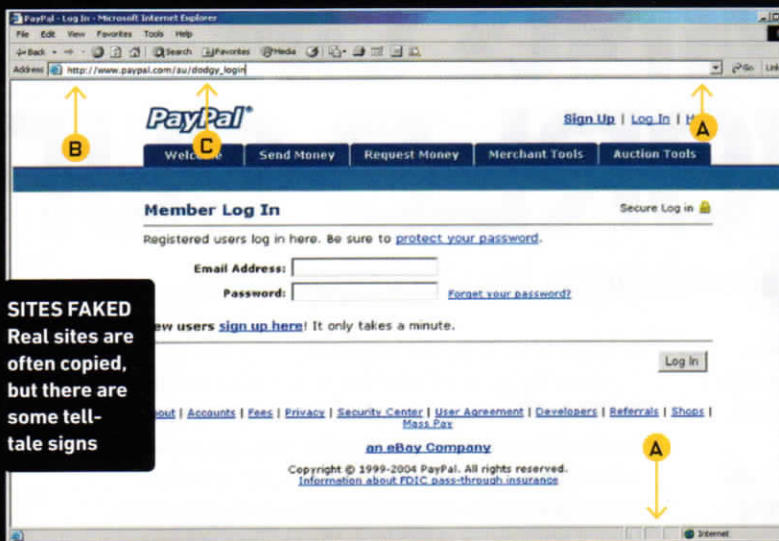 PayPal - Log In - Microsoft Internet Explorer
File Edit View Favorites Tools Help
Back Search Favorites Media
Address http://www.paypal.com/au/dodgy_login Go
PayPal
Sign Up | Log In |
B
C
A
Send Money Request Money Merchant Tools Auction Tools
Member Log In
Secure Log in
Registered users log in here. Be sure to protect your password.
Email Address:
Password:
Forget your password?
sign up here! It only takes a minute.
users
SITES FAKED
Real sites are
often copied,
but there are
some tell-
tale signs
Log In
| Accounts | Fees | Privacy | Security Center | User Agreement | Developers | Referrals | Shops |
Mass Pay
an eBay Company
A
Copyright © 1999-2004 PayPal. All rights reserved.
Information about FDIC pass-through insurance
Internet